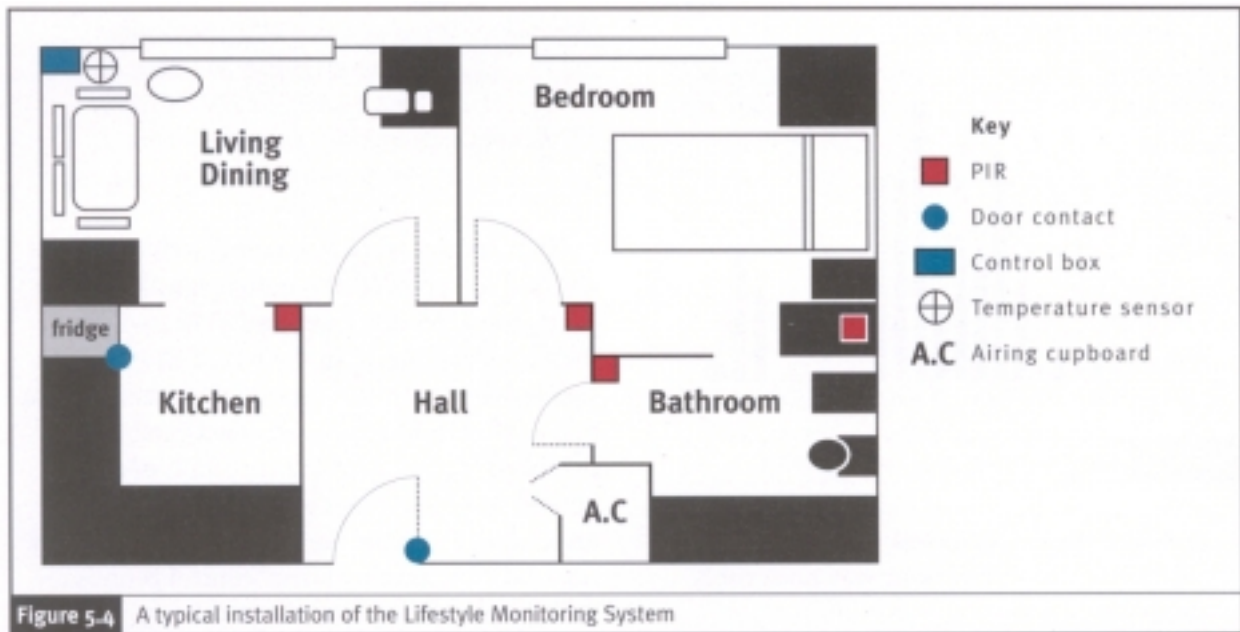 Bedroom
Living
Dining
fridge
Kitchen
Hall
Bathroom
A.C
Key
PIR
Door contact
Control box
Temperature sensor
A.C Airing cupboard
Figure 5.4 A typical installation of the Lifestyle Monitoring System